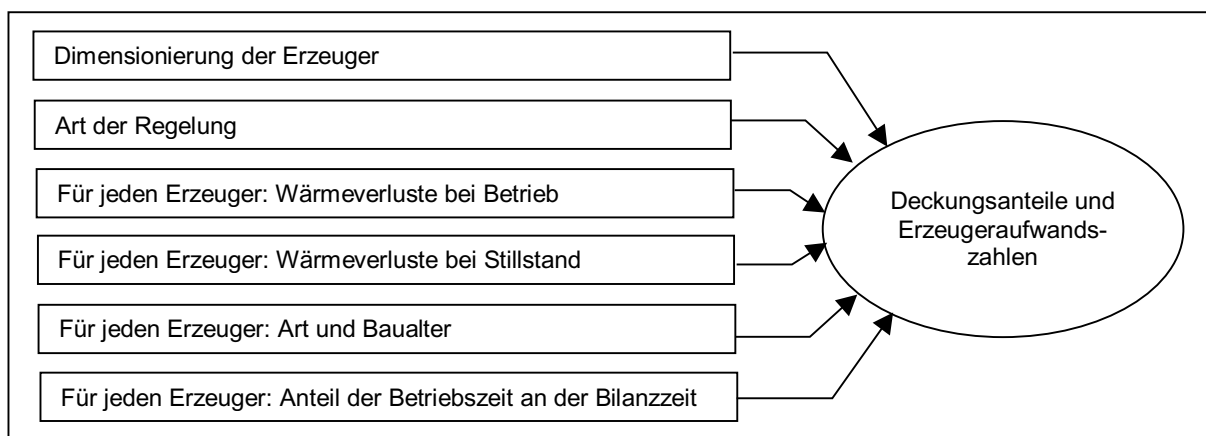 Dimensionierung der Erzeuger
Art der Regelung
Für jeden Erzeuger: Wärmeverluste bei Betrieb
Für jeden Erzeuger: Wärmeverluste bei Stillstand
Für jeden Erzeuger: Art und Baualter
Für jeden Erzeuger: Anteil der Betriebszeit an der Bilanzzeit
Deckungsanteile und
Erzeugeraufwands-
zahlen